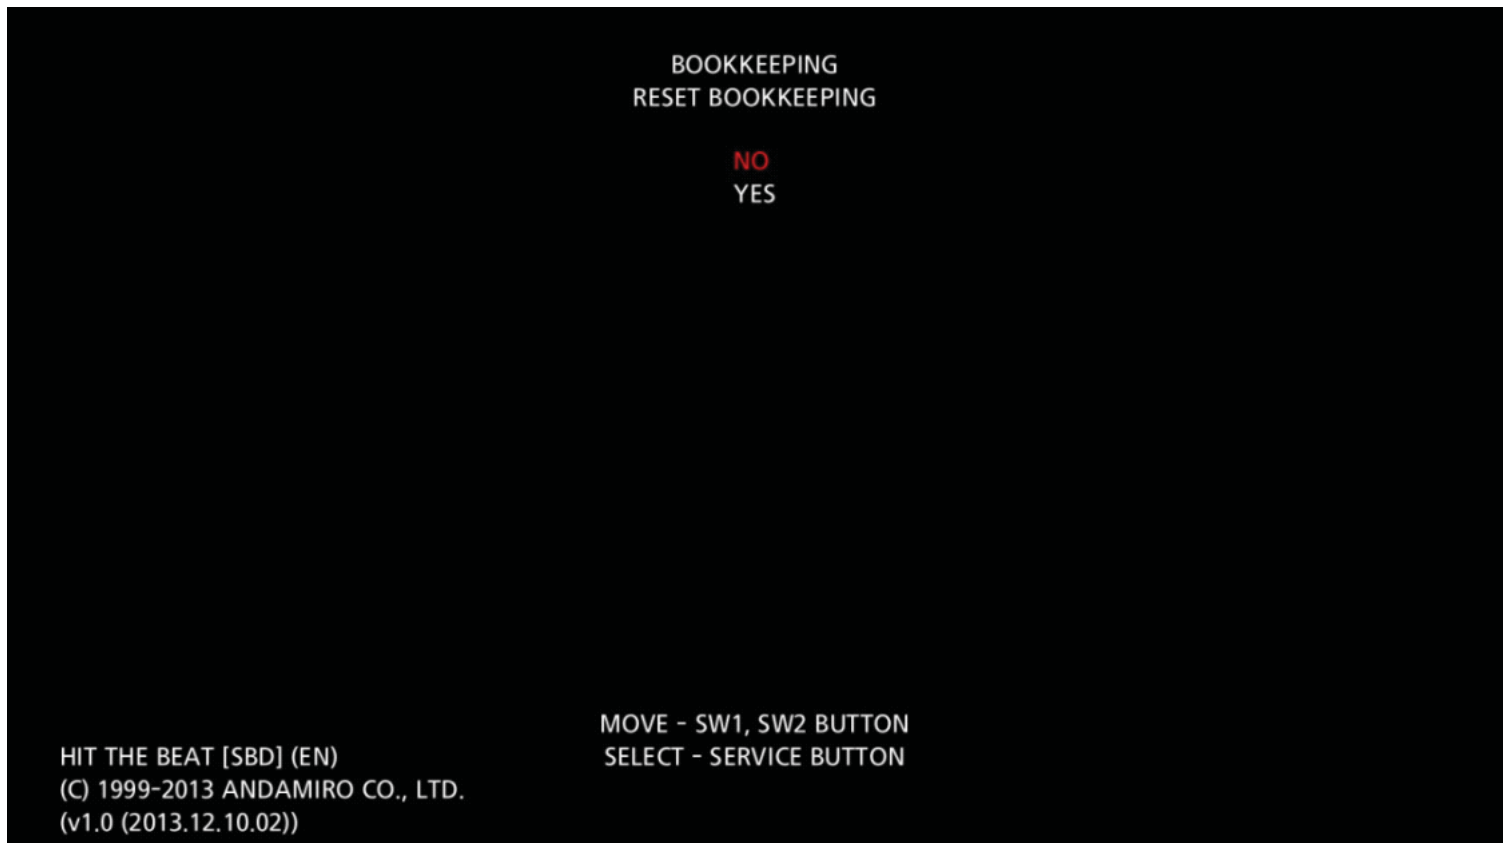 BOOKKEEPING
RESET BOOKKEEPING
NO
YES
MOVE - SW1, SW2 BUTTON
SELECT - SERVICE BUTTON
HIT THE BEAT [SBD] (EN)
(C) 1999-2013 ANDAMIRO CO., LTD.
(v1.0 (2013.12.10.02))